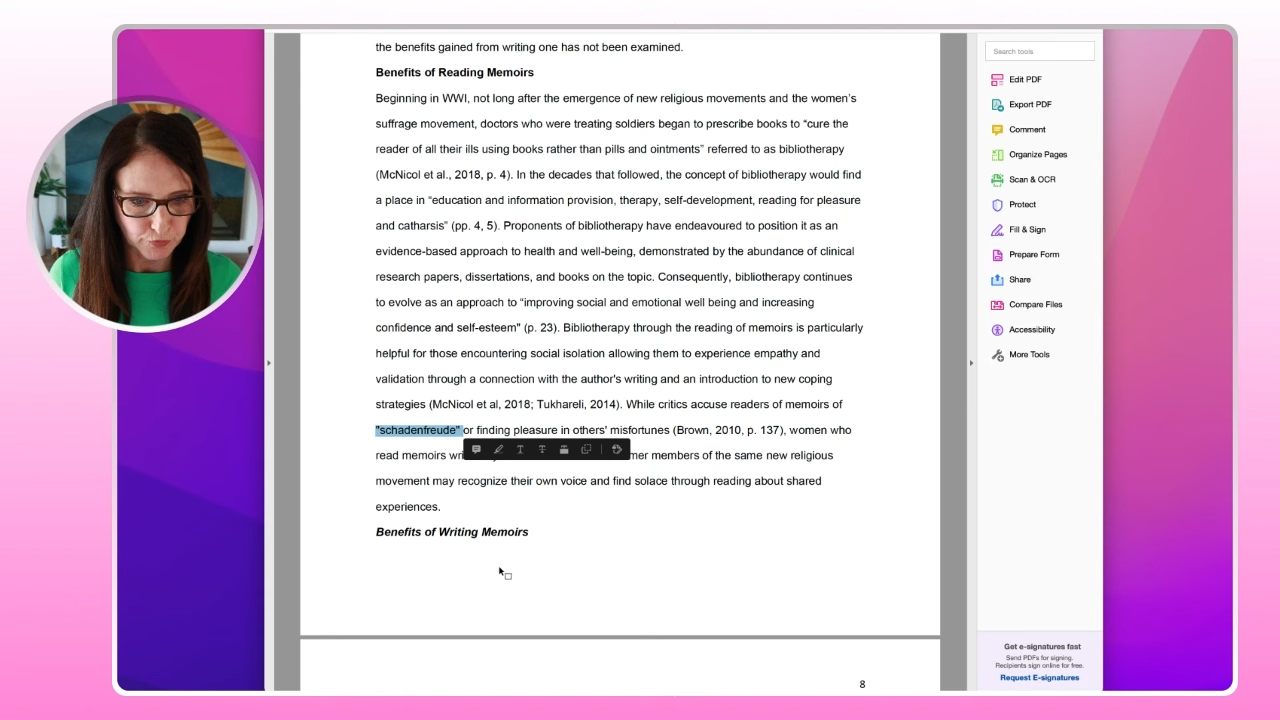 the benefits gained from writing one has not been examined.
Benefits of Reading Memoirs
Beginning in WWI, not long after the emergence of new religious movements and the women's
suffrage movement, doctors who were treating soldiers began to prescribe books to “cure the
reader of all their ills using books rather than pills and ointments” referred to as bibliotherapy
(McNicol et al., 2018, p. 4). In the decades that followed, the concept of bibliotherapy would find
a place in “education and information provision, therapy, self-development, reading for pleasure
and catharsis” (pp. 4, 5). Proponents of bibliotherapy have endeavoured to position it as an
evidence-based approach to health and well-being, demonstrated by the abundance of clinical
research papers, dissertations, and books on the topic. Consequently, bibliotherapy continues
to evolve as an approach to “improving social and emotional well being and increasing
confidence and self-esteem" (p. 23). Bibliotherapy through the reading of memoirs is particularly
helpful for those encountering social isolation allowing them to experience empathy and
validation through a connection with the author's writing and an introduction to new coping
strategies (McNicol et al, 2018; Tukhareli, 2014). While critics accuse readers of memoirs of
"schadenfreude" or finding pleasure in others' misfortunes (Brown, 2010, p. 137), women who
read memoirs members of the same new religious
movement may recognize their own voice and find solace through reading about shared
experiences.
Benefits of Writing Memoirs
8
Search tools
Edit PDF
Export PDF
Comment
Organize Pages
Scan & OCR
Protect
Fill & Sign
Prepare Form
Share
Compare Files
Accessibility
More Tools
Get e-signatures fast
Send PDFs for signing.
Recipients sign online for free.
Request E-signatures